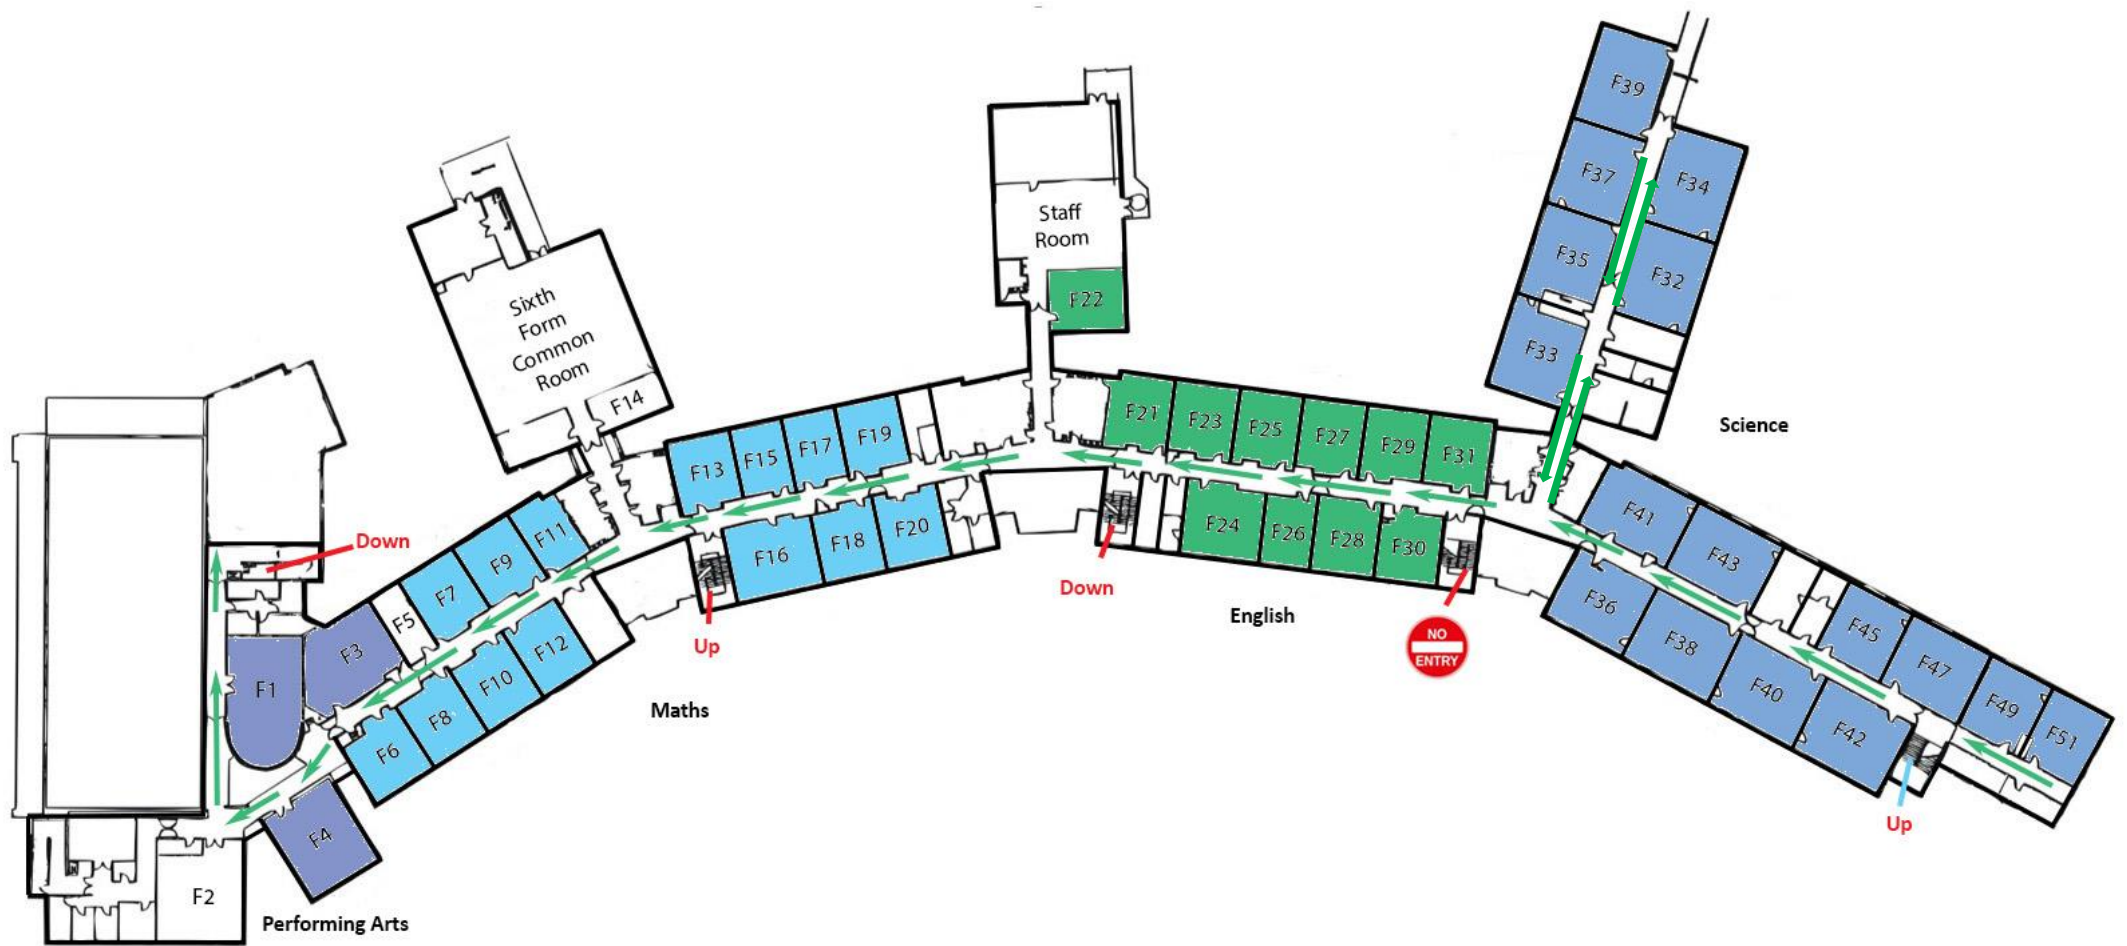 F39
F37
F34
F35
F32
F33
Science
Staff
Room
F22
Sixth
Form
Common
Room
F14
F13
F15
F17
F19
F21
F23
F25
F27
F29
F31
F16
F18
F20
F24
F26
F28
F30
F41
F43
F45
F47
F49
F51
F36
F38
F40
F42
Down
Up
Down
English
NO
ENTRY
Up
Maths
F1
F3
F5
F7
F9
F11
F6
F8
F10
F12
F4
F2
Performing Arts